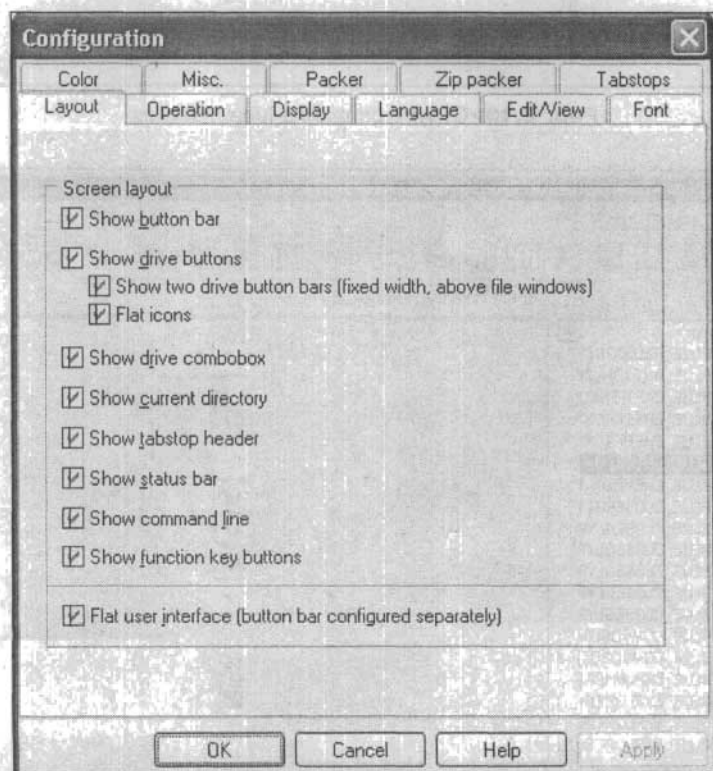 Configuration
Color Misc. Packer Zip packer Tabstops
Layout Operation Display Language Edit/View Font
Screen layout
Show button bar
Show drive buttons
Show two drive button bars (fixed width, above file windows)
Flat icons
Show drive combobox
Show current directory
Show tabstop header
Show status bar
Show command line
Show function key buttons
Flat user interface (button bar configured separately)
OK Cancel Help Apply